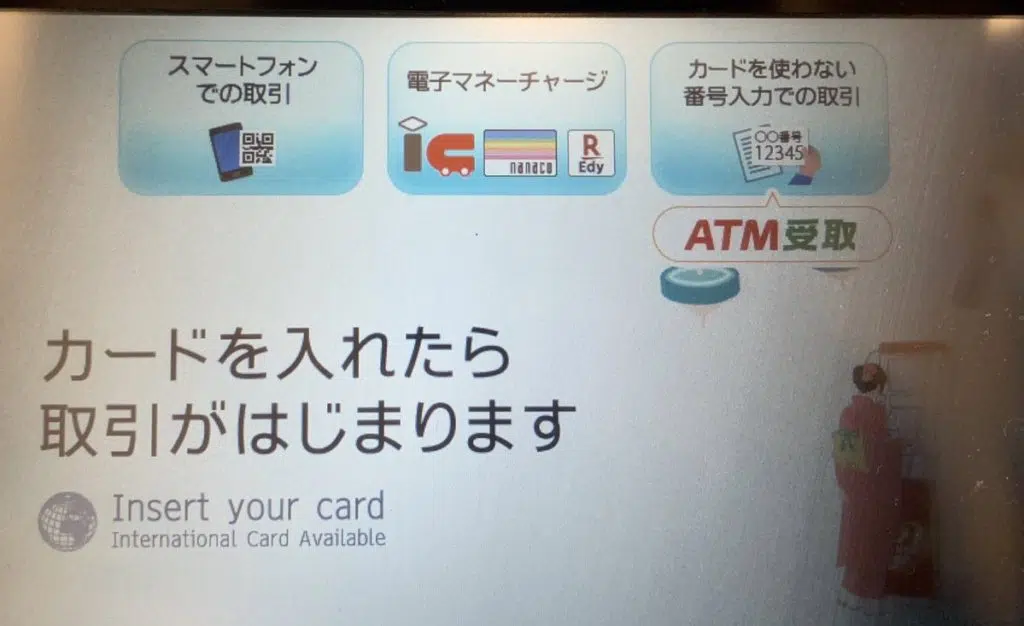 スマートフォン
での取引
電子マネーチャージ
nanaco
R
Edy
カードを使わない
番号入力での取引
〇〇番号
12345
ATM受取
カードを入れたら
取引がはじまります
Insert your card
International Card Available